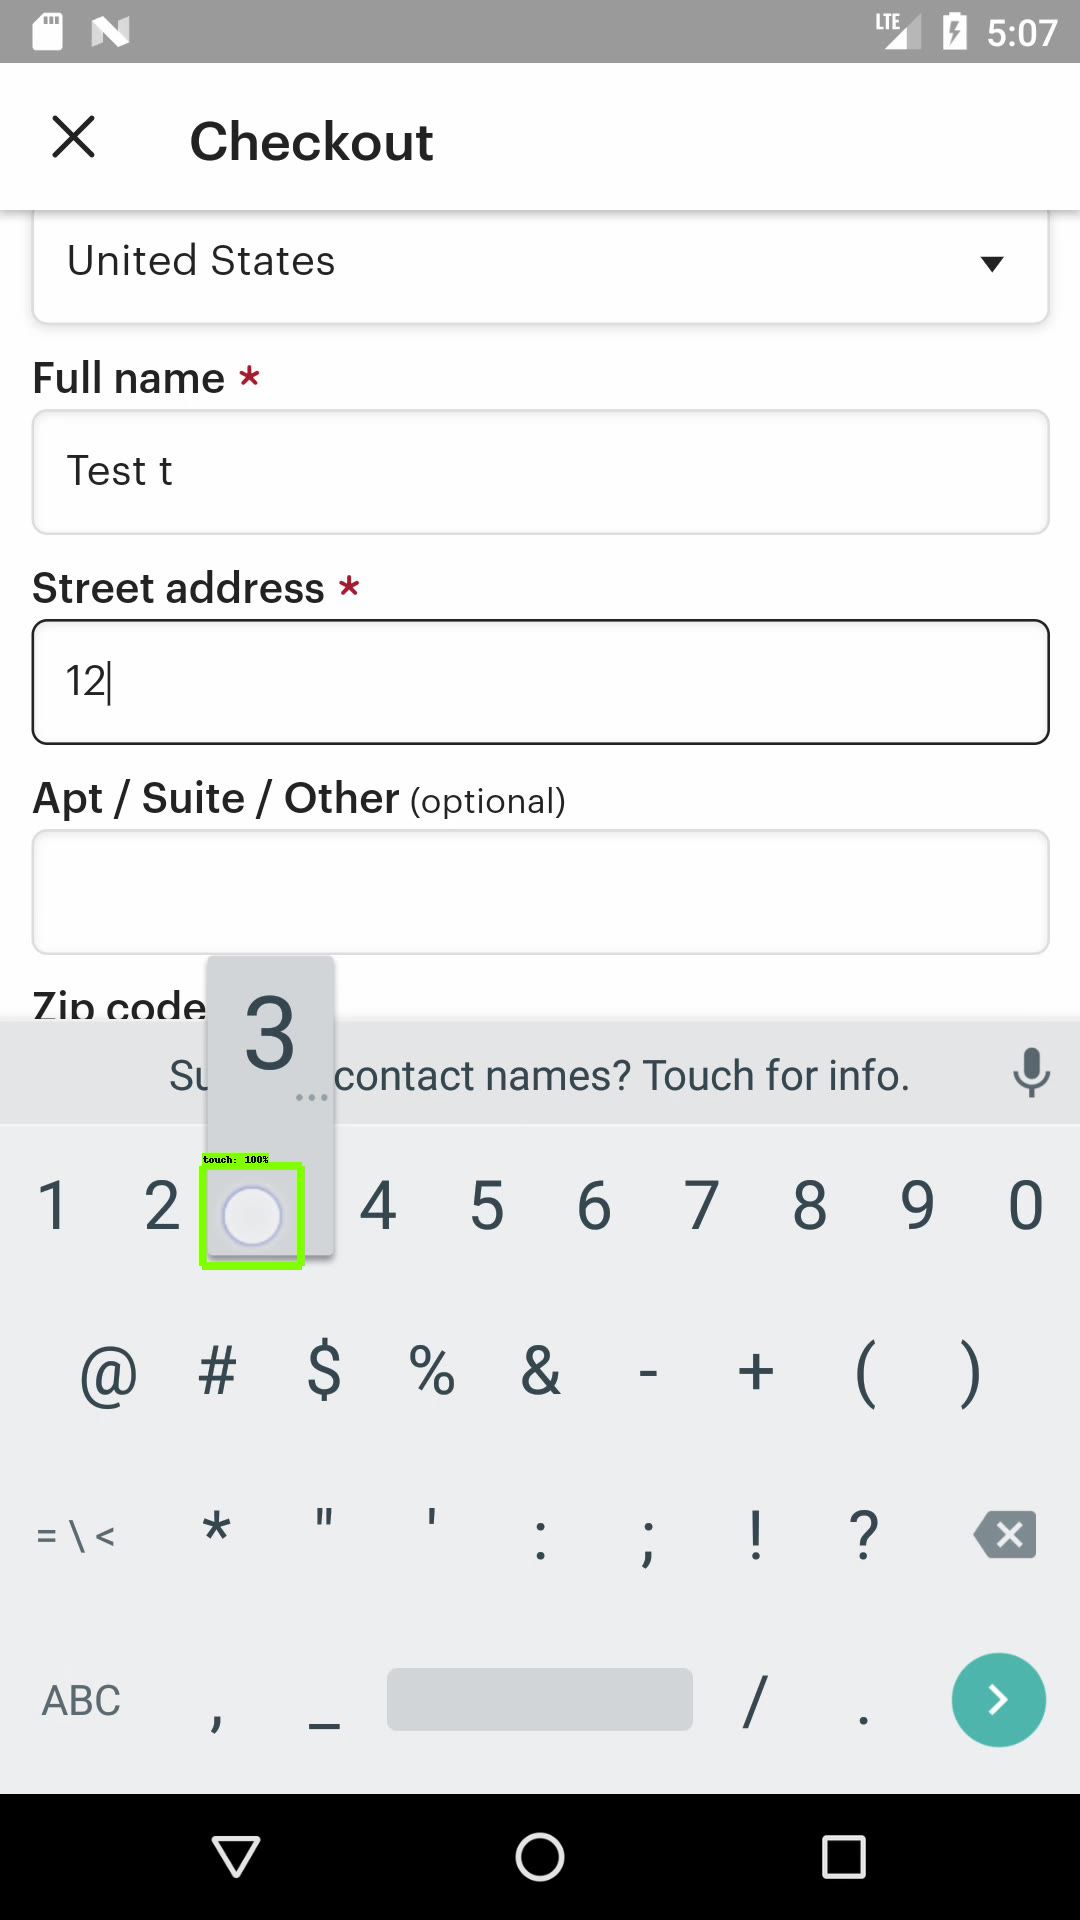 LTE 5:07
Checkout
United States
Full name *
Test t
Street address *
12
Apt / Suite / Other (optional)
Zip code
3
Su contact names? Touch for info.
touch: 100%
1 2 4 5 6 7 8 9 0
@ # $ % & - + ( )
= \ < * " ' : ; ! ?
ABC , _ / .